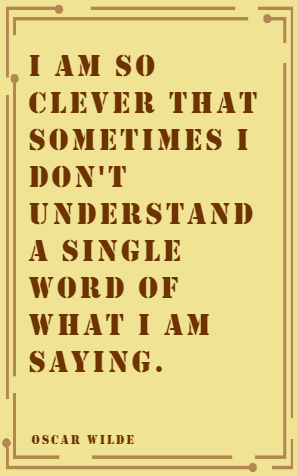 I AM SO
CLEVER THAT
SOMETIMES I
DON'T
UNDERSTAND
A SINGLE
WORD OF
WHAT I AM
SAYING.
OSCAR WILDE